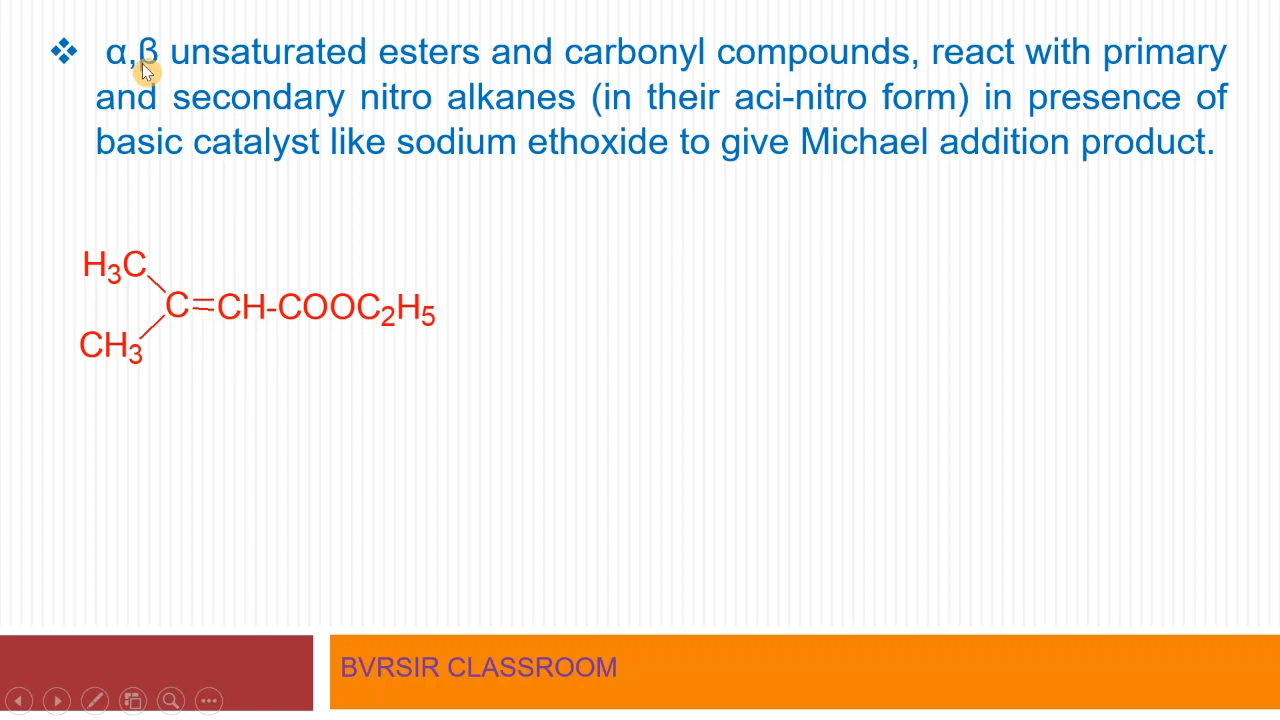 ❖ α,β unsaturated esters and carbonyl compounds, react with primary
and secondary nitro alkanes (in their aci-nitro form) in presence of
basic catalyst like sodium ethoxide to give Michael addition product.
H₃C
C=CH-COOC₂H₅
CH₃
BVRSIR CLASSROOM